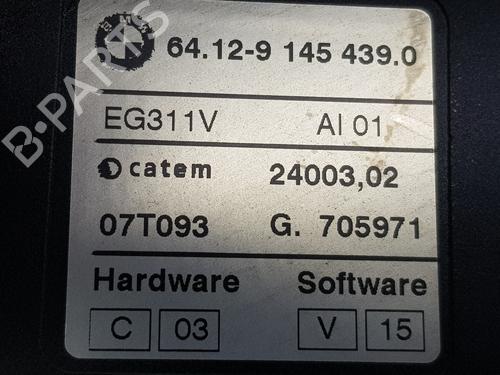 64.12-9 145 439.0
EG311V AI 01
catem 24003,02
07T093 G. 705971
Hardware Software
C 03 V 15
B-PARTS